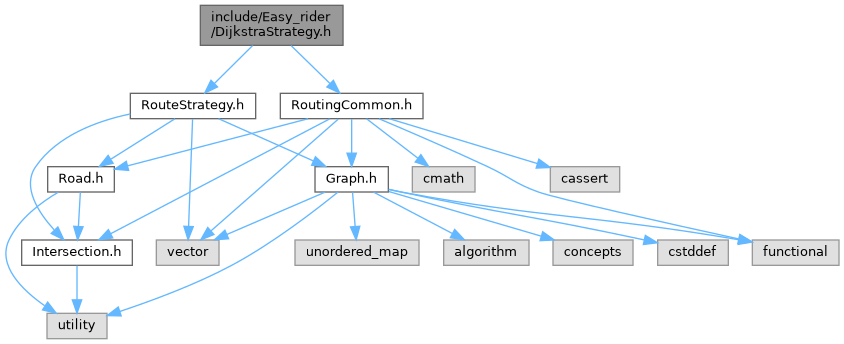 include/Easy_rider
/DijkstraStrategy.h
RouteStrategy.h
RoutingCommon.h
Road.h
Graph.h
cmath
cassert
Intersection.h
vector
unordered_map
algorithm
concepts
cstddef
functional
utility